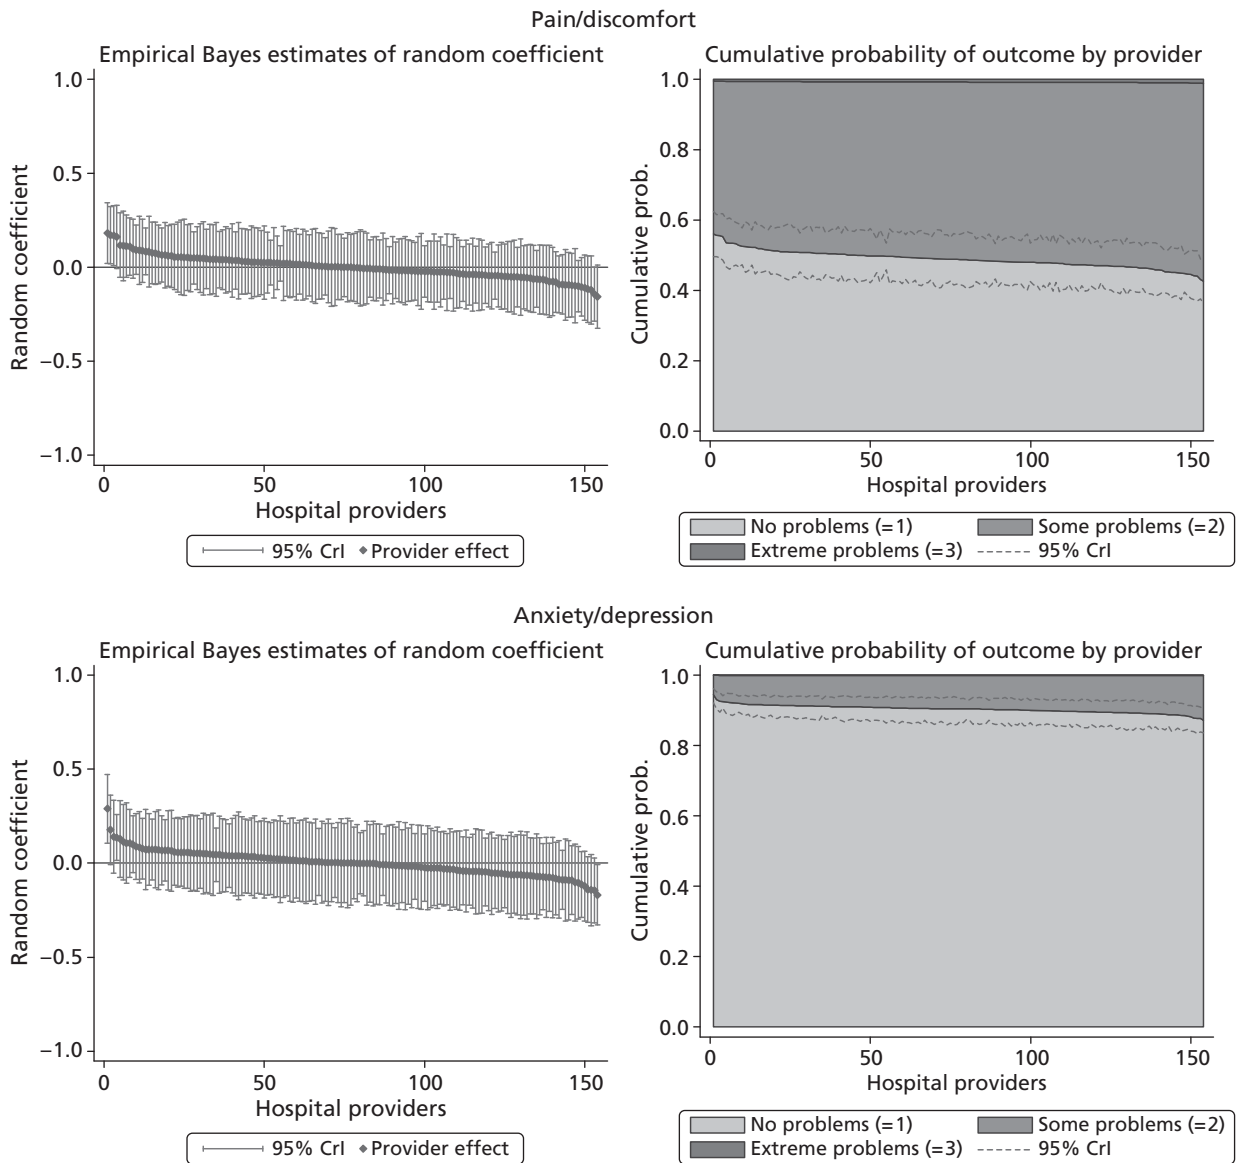 Pain/discomfort
Empirical Bayes estimates of random coefficient
1.0
0.5
0.0
−0.5
−1.0
Random coefficient
0 50 100 150
Hospital providers
95% CrI Provider effect
Cumulative probability of outcome by provider
1.0
0.8
0.6
0.4
0.2
0.0
Cumulative prob.
0 50 100 150
Hospital providers
No problems (=1) Some problems (=2)
Extreme problems (=3) 95% CrI
Anxiety/depression
Empirical Bayes estimates of random coefficient
1.0
0.5
0.0
−0.5
−1.0
Random coefficient
0 50 100 150
Hospital providers
95% CrI Provider effect
Cumulative probability of outcome by provider
1.0
0.8
0.6
0.4
0.2
0.0
Cumulative prob.
0 50 100 150
Hospital providers
No problems (=1) Some problems (=2)
Extreme problems (=3) 95% CrI